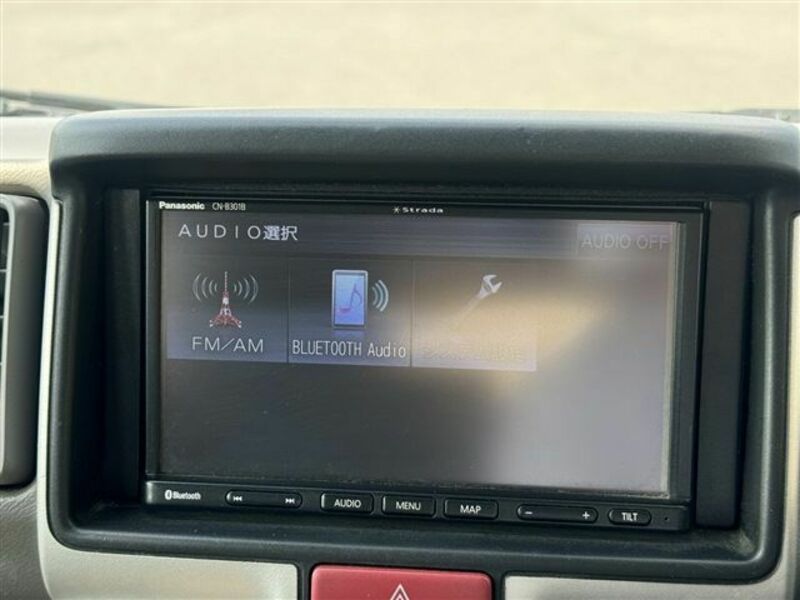 Panasonic CN-B301B Strada
AUDIO選択
AUDIO OFF
FM/AM
BLUETOOTH Audio
Bluetooth
AUDIO
MENU
MAP
- +
TILT